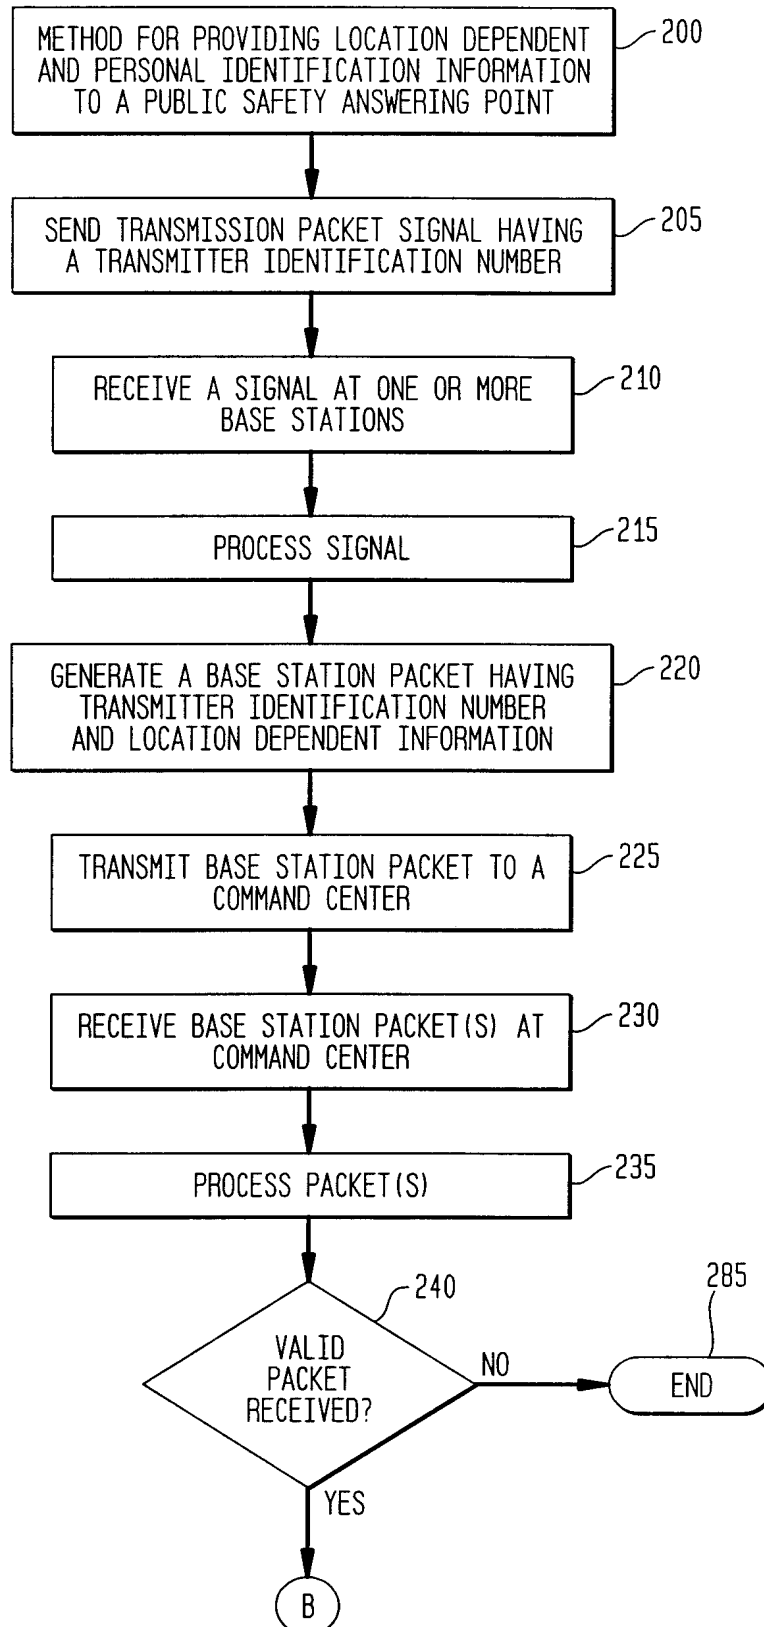 METHOD FOR PROVIDING LOCATION DEPENDENT
AND PERSONAL IDENTIFICATION INFORMATION
TO A PUBLIC SAFETY ANSWERING POINT
200
SEND TRANSMISSION PACKET SIGNAL HAVING
A TRANSMITTER IDENTIFICATION NUMBER
205
RECEIVE A SIGNAL AT ONE OR MORE
BASE STATIONS
210
PROCESS SIGNAL
215
GENERATE A BASE STATION PACKET HAVING
TRANSMITTER IDENTIFICATION NUMBER
AND LOCATION DEPENDENT INFORMATION
220
TRANSMIT BASE STATION PACKET TO A
COMMAND CENTER
225
RECEIVE BASE STATION PACKET(S) AT
COMMAND CENTER
230
PROCESS PACKET(S)
235
VALID
PACKET
RECEIVED?
240
NO
END
285
YES
B